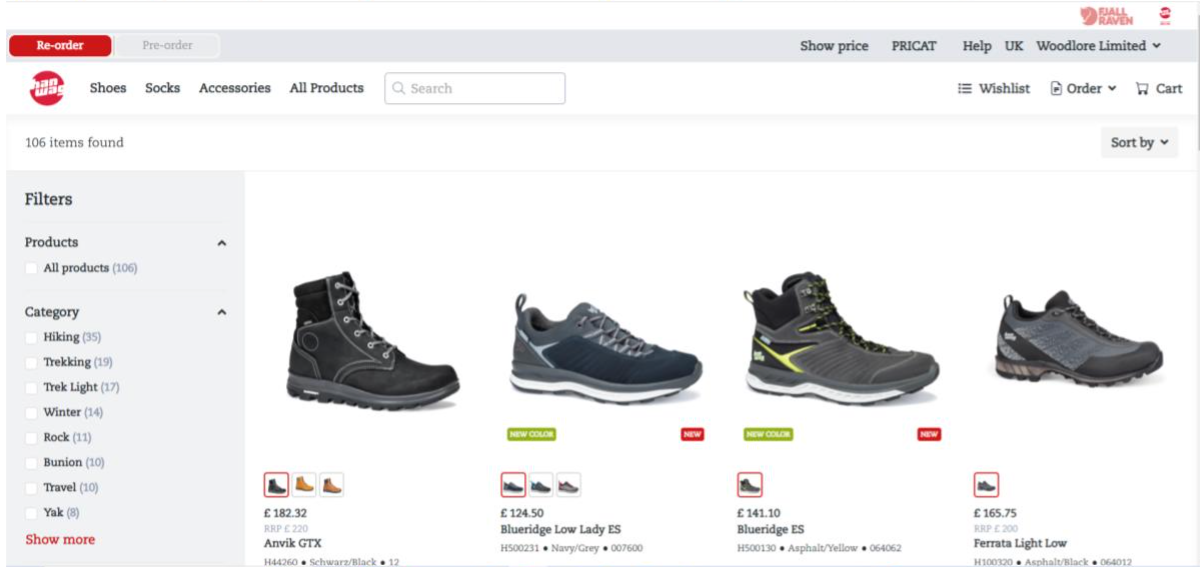 FJALL
RAVEN
Re-order
Pre-order
Show price PRICAT Help UK Woodlore Limited
han
wag
Shoes Socks Accessories All Products
Search
Wishlist Order Cart
106 items found
Sort by
Filters
Products
All products (106)
Category
Hiking (35)
Trekking (19)
Trek Light (17)
Winter (14)
Rock (11)
Bunion (10)
Travel (10)
Yak (8)
Show more
£ 182.32
RRP £ 220
Anvik GTX
H44260 • Schwarz/Black • 12
NEW COLOR
NEW
£ 124.50
Blueridge Low Lady ES
H500231 • Navy/Grey • 007600
NEW COLOR
NEW
£ 141.10
Blueridge ES
H500130 • Asphalt/Yellow • 064062
£ 165.75
RRP £ 200
Ferrata Light Low
H100320 • Asphalt/Black • 064012